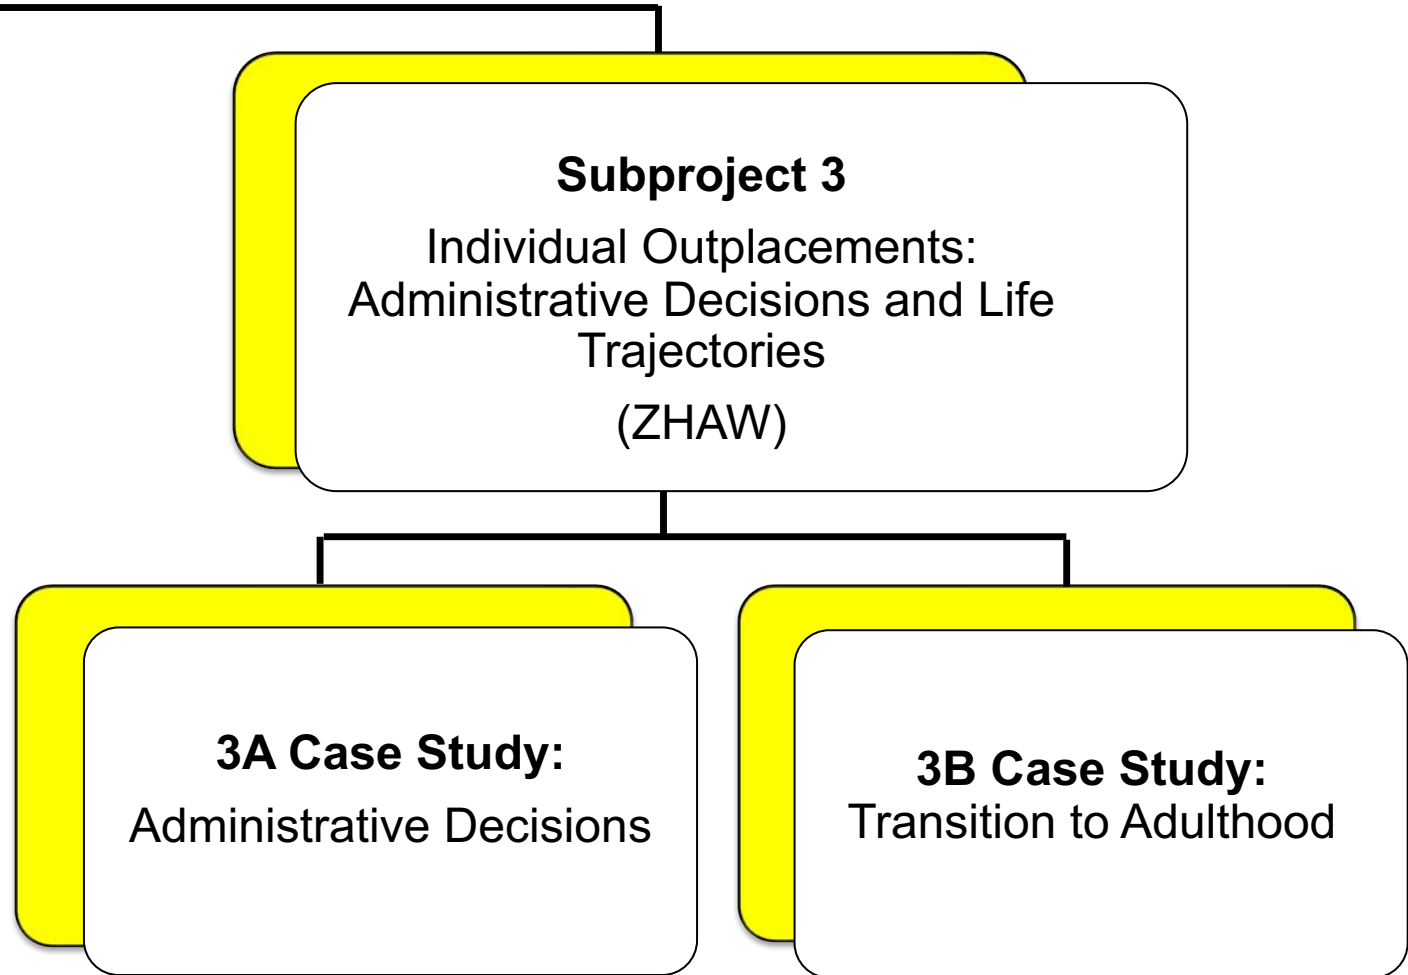 Subproject 3
Individual Outplacements:
Administrative Decisions and Life
Trajectories
(ZHAW)
3A Case Study:
Administrative Decisions
3B Case Study:
Transition to Adulthood